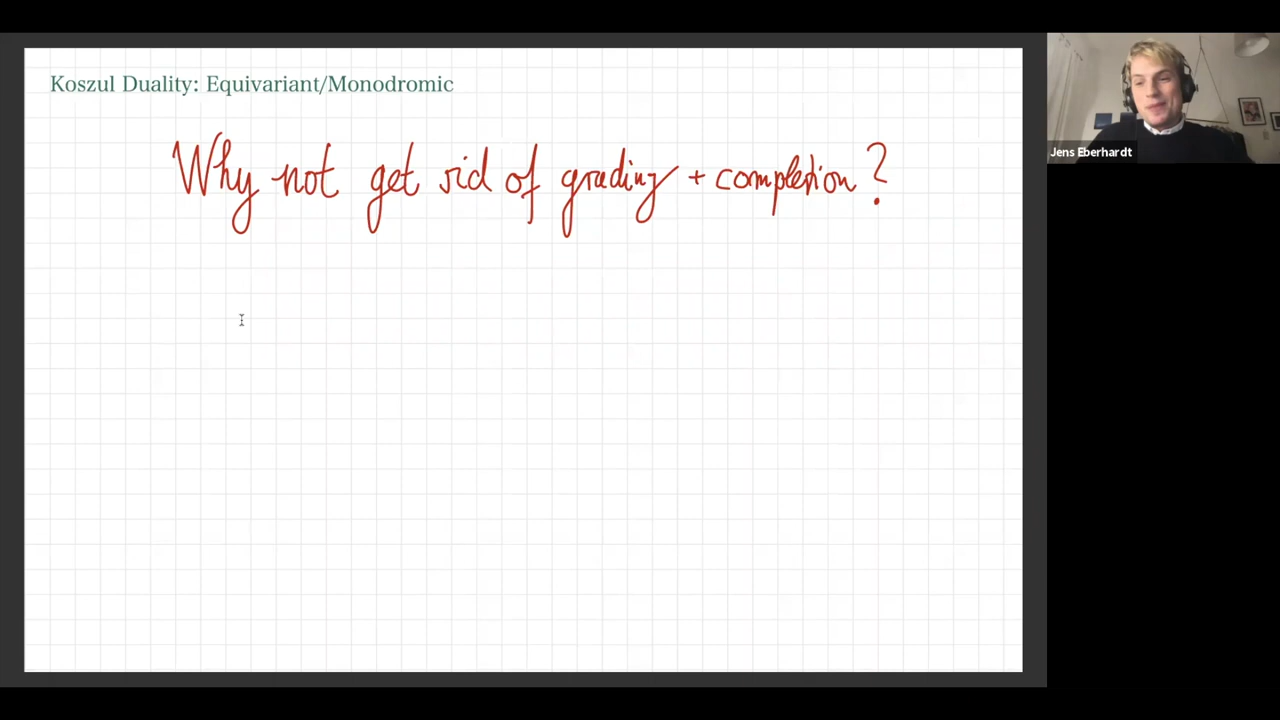 Koszul Duality: Equivariant/Monodromic
Why not get rid of grading + completion?
Jens Eberhardt